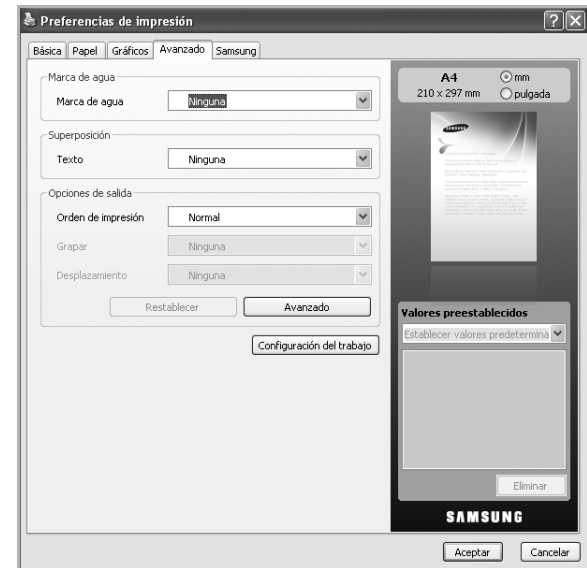 Preferencias de impresión
Básica Papel Gráficos Avanzado Samsung
Marca de agua
Marca de agua Ninguna
Superposición
Texto Ninguna
Opciones de salida
Orden de impresión Normal
Grapar Ninguna
Desplazamiento Ninguna
Restablecer Avanzado
Configuración del trabajo
A4 mm
210 x 297 mm pulgada
SAMSUNG
Valores preestablecidos
Establecer valores predetermina
Eliminar
SAMSUNG
Aceptar Cancelar